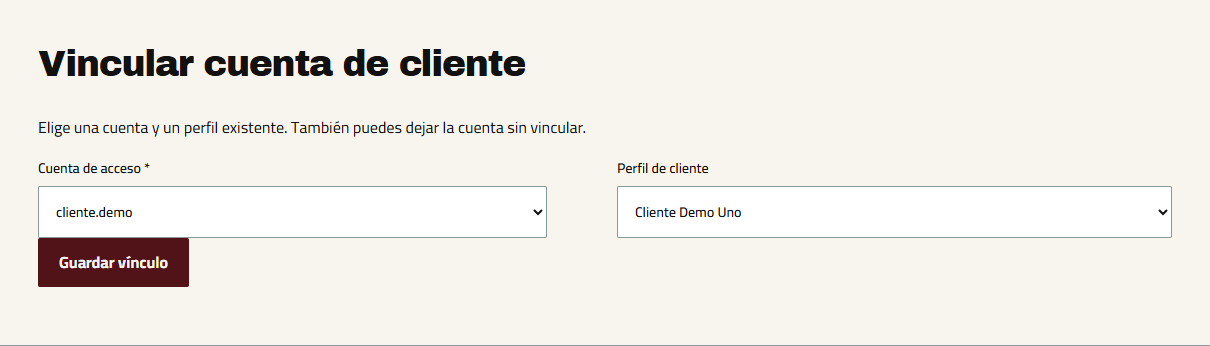 Vincular cuenta de cliente
Elige una cuenta y un perfil existente. También puedes dejar la cuenta sin vincular.
Cuenta de acceso *
Perfil de cliente
cliente.demo
Cliente Demo Uno
Guardar vínculo